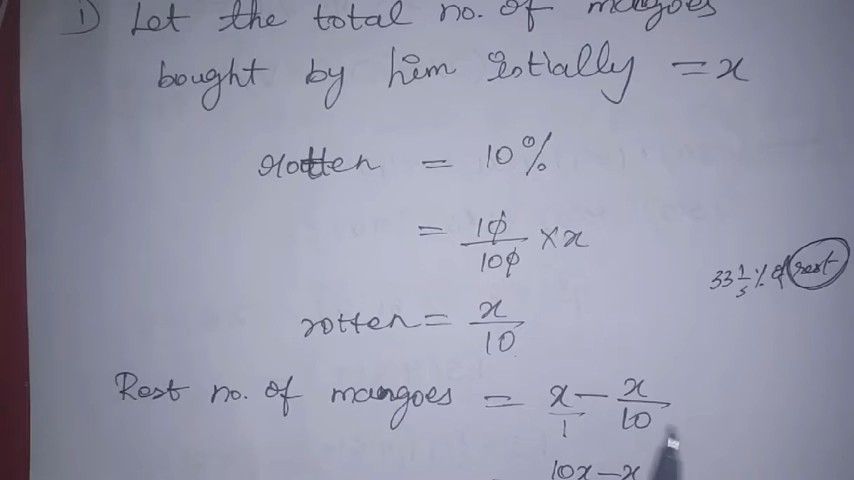 1) Let the total no. of mangoes
bought by him =x
rotten = 10%
= 10/100 × x
33 1/3 % of rest
rotten = x/10
Rest no. of mangoes = x/1 - x/10
10x-x